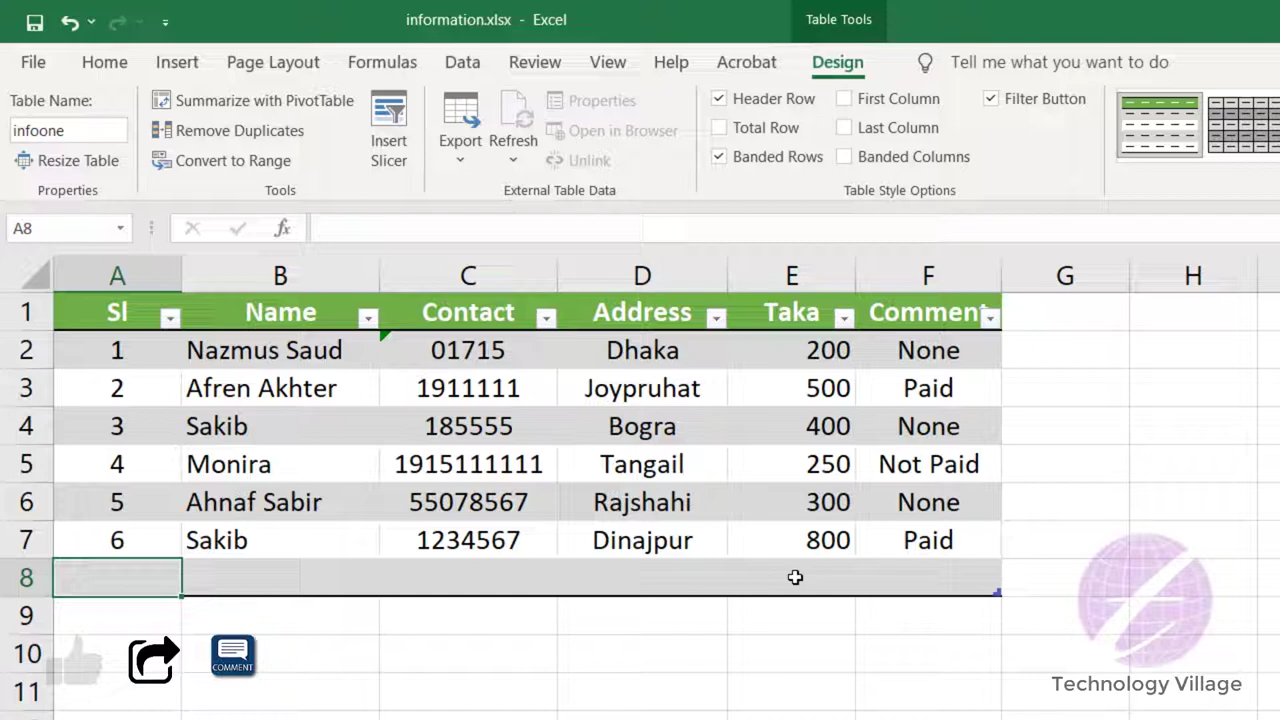 information.xlsx - Excel
Table Tools
File Home Insert Page Layout Formulas Data Review View Help Acrobat Design Tell me what you want to do
Table Name:
infoone
Resize Table
Properties
Summarize with PivotTable
Remove Duplicates
Convert to Range
Insert
Slicer
Tools
Export
Refresh
Properties
Open in Browser
Unlink
External Table Data
Header Row
Total Row
Banded Rows
First Column
Last Column
Banded Columns
Filter Button
Table Style Options
A8
fx
A B C D E F G H
1 Sl Name Contact Address Taka Comment
2 1 Nazmus Saud 01715 Dhaka 200 None
3 2 Afren Akhter 1911111 Joypruhat 500 Paid
4 3 Sakib 185555 Bogra 400 None
5 4 Monira 1915111111 Tangail 250 Not Paid
6 5 Ahnaf Sabir 55078567 Rajshahi 300 None
7 6 Sakib 1234567 Dinajpur 800 Paid
8
9
10
11
COMMENT
Technology Village